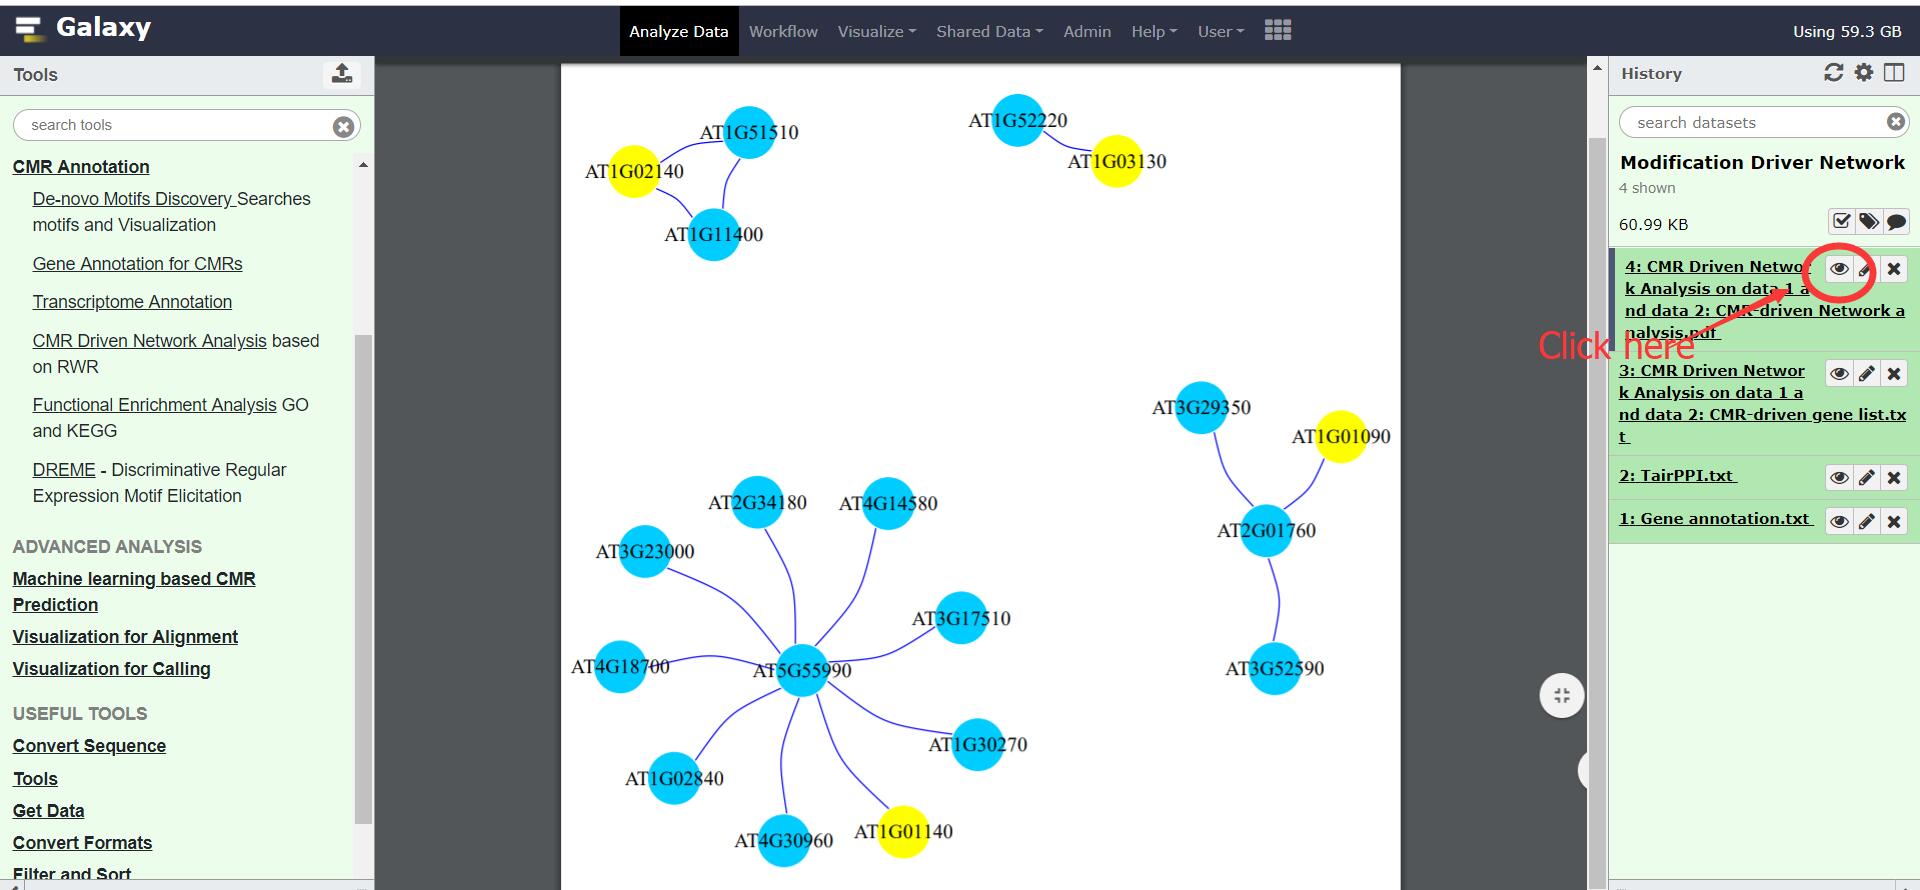 Galaxy
Analyze Data
Workflow
Visualize
Shared Data
Admin
Help
User
Using 59.3 GB
Tools
search tools
CMR Annotation
De-novo Motifs Discovery Searches
motifs and Visualization
Gene Annotation for CMRs
Transcriptome Annotation
CMR Driven Network Analysis based
on RWR
Functional Enrichment Analysis GO
and KEGG
DREME - Discriminative Regular
Expression Motif Elicitation
ADVANCED ANALYSIS
Machine learning based CMR
Prediction
Visualization for Alignment
Visualization for Calling
USEFUL TOOLS
Convert Sequence
Tools
Get Data
Convert Formats
Filter and Sort
AT1G51510
AT1G02140
AT1G11400
AT1G52220
AT1G03130
AT3G29350
AT1G01090
AT2G01760
AT3G52590
AT2G34180
AT4G14580
AT3G23000
AT3G17510
AT4G18700
AT5G55990
AT1G30270
AT1G02840
AT4G30960
AT1G01140
History
search datasets
Modification Driver Network
4 shown
60.99 KB
4: CMR Driven Networ
k Analysis on data 1 a
nd data 2: CMR-driven Network a
nalysis.pdf
Click here
3: CMR Driven Networ
k Analysis on data 1 a
nd data 2: CMR-driven gene list.tx
t
2: TairPPI.txt
1: Gene annotation.txt